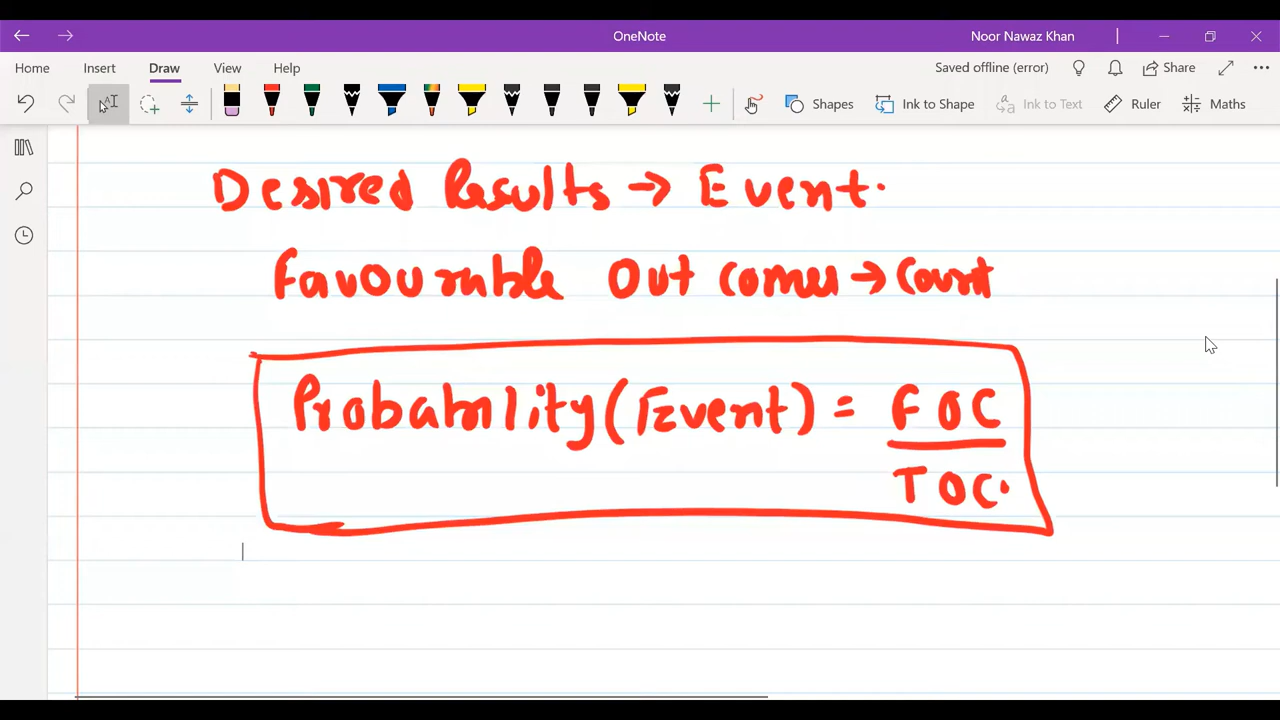 OneNote
Noor Nawaz Khan
Home Insert Draw View Help
Saved offline (error) Share
Shapes Ink to Shape Ink to Text Ruler Maths
Desired Results → Event.
Favourable Out comes → Count
Probability (Event) = FOC
TOC.